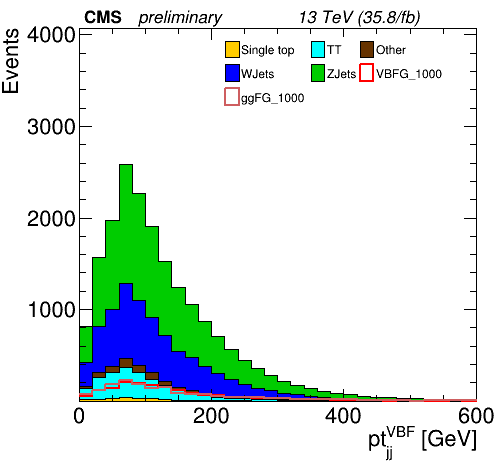 CMS preliminary 13 TeV (35.8/fb)
Events
4000
3000
2000
1000
Single top TT Other
WJets ZJets VBFG_1000
ggFG_1000
0 200 400 600
pt_jj^VBF [GeV]